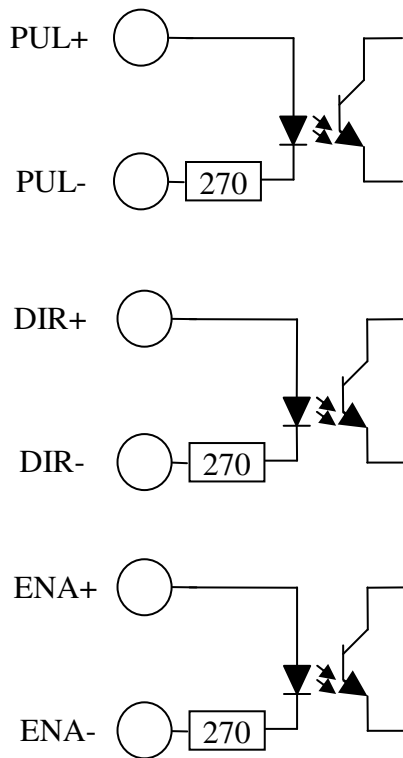 PUL+
PUL-
270
DIR+
DIR-
270
ENA+
ENA-
270